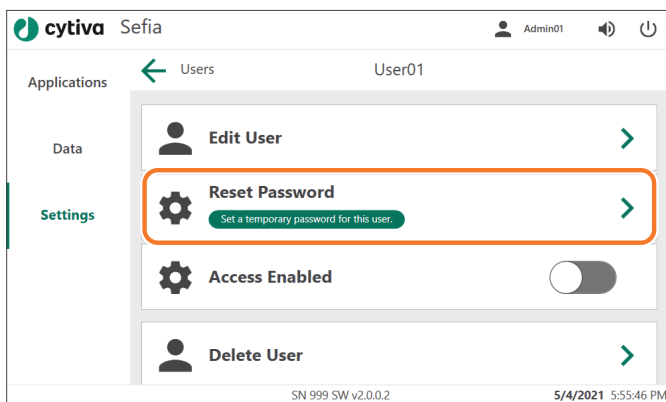 cytiva Sefia Admin01
Applications
Data
Settings
Users User01
Edit User
Reset Password
Set a temporary password for this user.
Access Enabled
Delete User
SN 999 SW v2.0.0.2 5/4/2021 5:55:46 PM